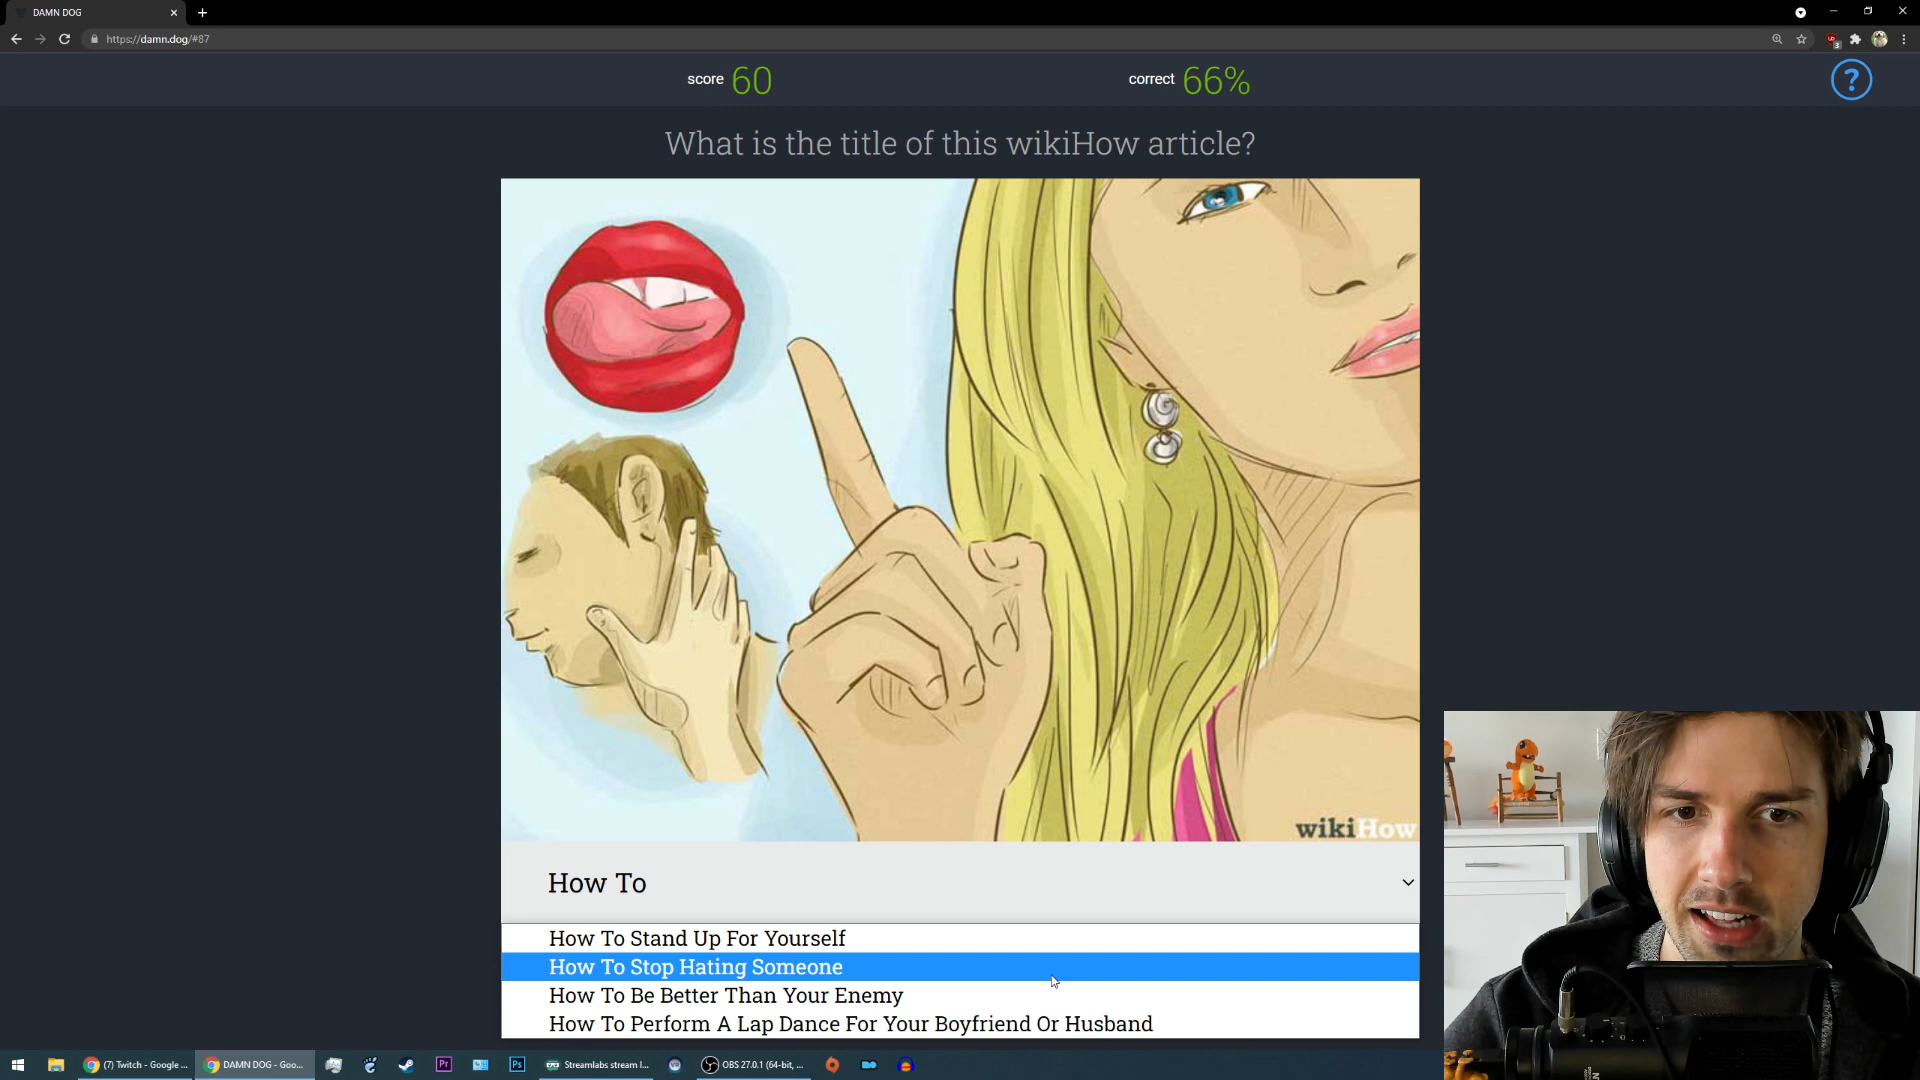 DAMN DOG
https://damn.dog/#87
3
score 60
correct 66%
?
What is the title of this wikiHow article?
wikiHow
How To
How To Stand Up For Yourself
How To Stop Hating Someone
How To Be Better Than Your Enemy
How To Perform A Lap Dance For Your Boyfriend Or Husband
(7) Twitch - Google ...
DAMN DOG - Goo...
Pr
Ps
Streamlabs stream l...
OBS 27.0.1 (64-bit, ...